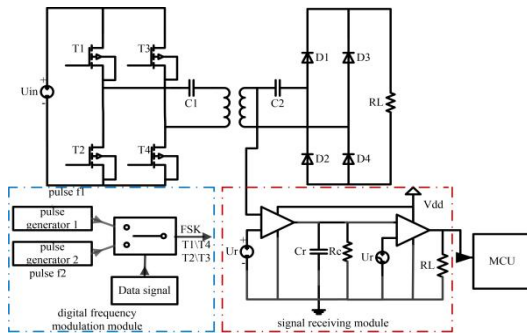 T1
T3
D1
D3
Uin
+
-
C1
C2
RL
T2
T4
D2
D4
pulse f1
pulse
generator 1
pulse
generator 2
pulse f2
FSK
T1\T4
T2\T3
Data signal
digital frequency
modulation module
Vdd
Ur
+
-
Cr
Rc
Ur
RL
MCU
signal receiving module